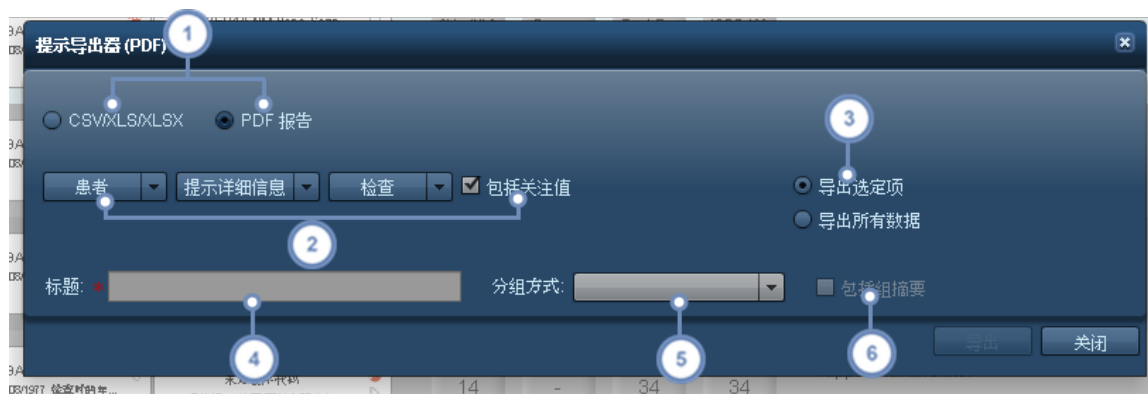 提示导出器 (PDF)
1
CSV/XLS/XLSX
PDF 报告
3
患者
提示详细信息
检查
包括关注值
导出选定项
导出所有数据
2
标题: *
分组方式:
包括组摘要
4
5
6
导出
关闭
14
-
34
34